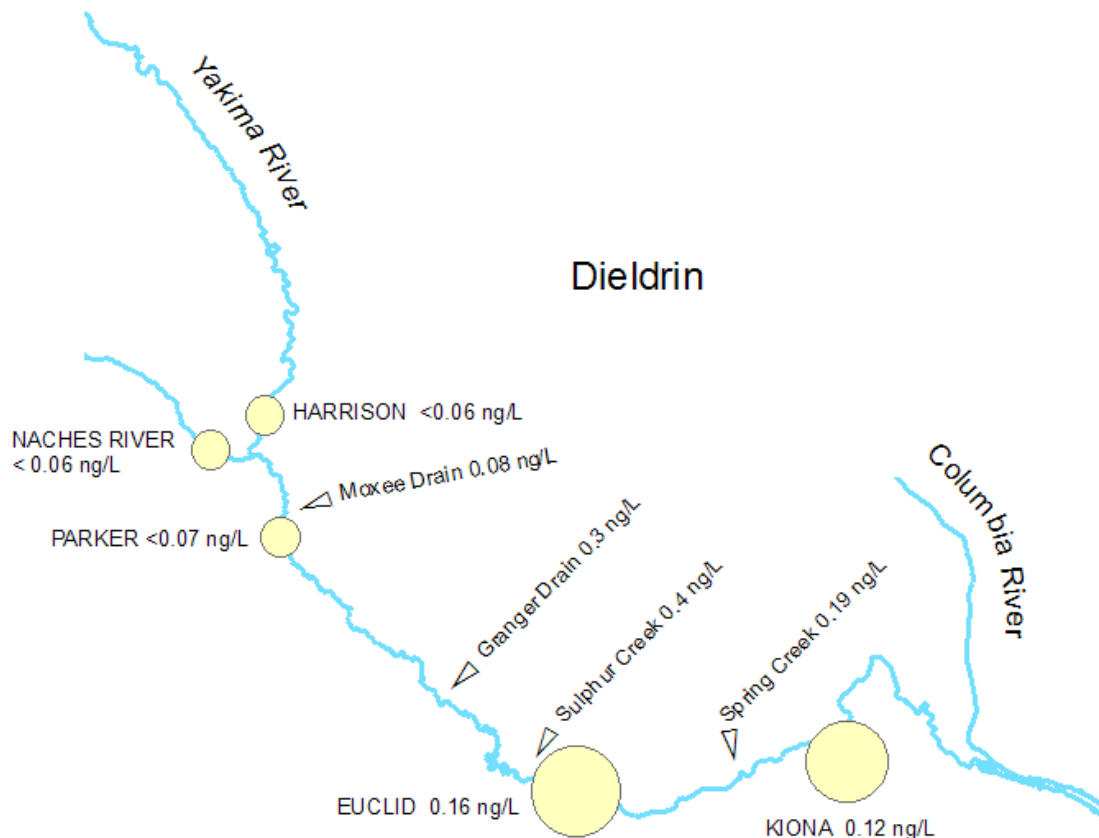 Yakima River
Dieldrin
HARRISON <0.06 ng/L
NACHES RIVER
< 0.06 ng/L
Moxee Drain 0.08 ng/L
PARKER <0.07 ng/L
Granger Drain 0.3 ng/L
Sulphur Creek 0.4 ng/L
Spring Creek 0.19 ng/L
Columbia River
EUCLID 0.16 ng/L
KIONA 0.12 ng/L